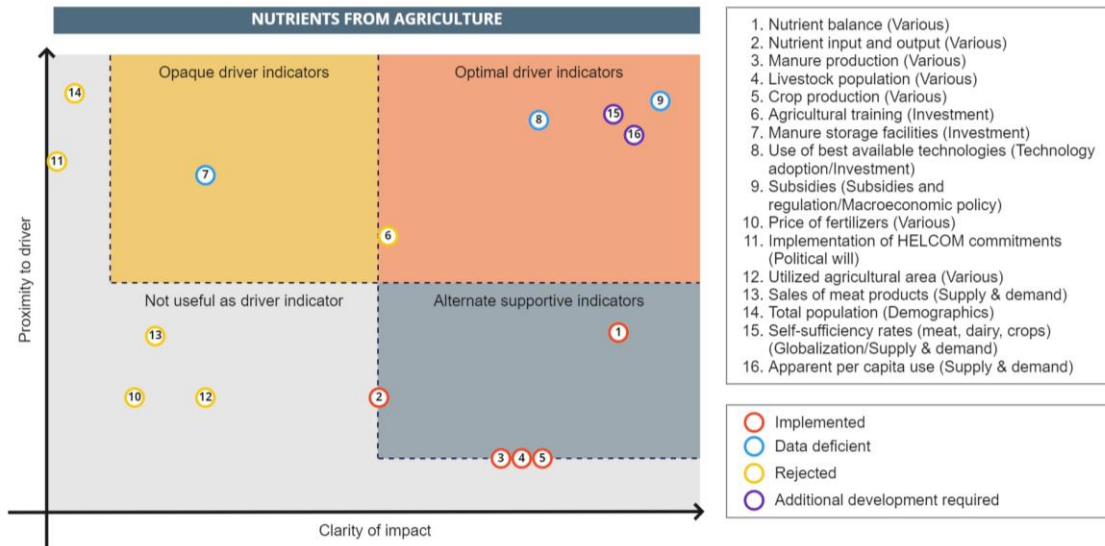 NUTRIENTS FROM AGRICULTURE
Opaque driver indicators
Optimal driver indicators
14
15
9
8
16
11
7
6
Not useful as driver indicator
Alternate supportive indicators
13
1
10
12
2
3
4
5
Proximity to driver
Clarity of impact
1. Nutrient balance (Various)
2. Nutrient input and output (Various)
3. Manure production (Various)
4. Livestock population (Various)
5. Crop production (Various)
6. Agricultural training (Investment)
7. Manure storage facilities (Investment)
8. Use of best available technologies (Technology
adoption/Investment)
9. Subsidies (Subsidies and
regulation/Macroeconomic policy)
10. Price of fertilizers (Various)
11. Implementation of HELCOM commitments
(Political will)
12. Utilized agricultural area (Various)
13. Sales of meat products (Supply & demand)
14. Total population (Demographics)
15. Self-sufficiency rates (meat, dairy, crops)
(Globalization/Supply & demand)
16. Apparent per capita use (Supply & demand)
Implemented
Data deficient
Rejected
Additional development required